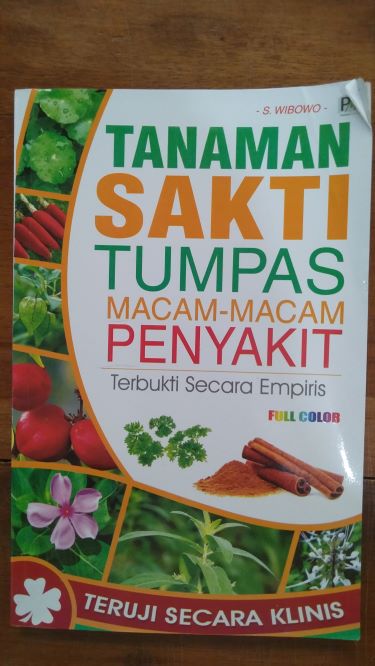 - S. WIBOWO -
TANAMAN
SAKTI
TUMPAS
MACAM-MACAM
PENYAKIT
Terbukti Secara Empiris
FULL COLOR
TERUJI SECARA KLINIS